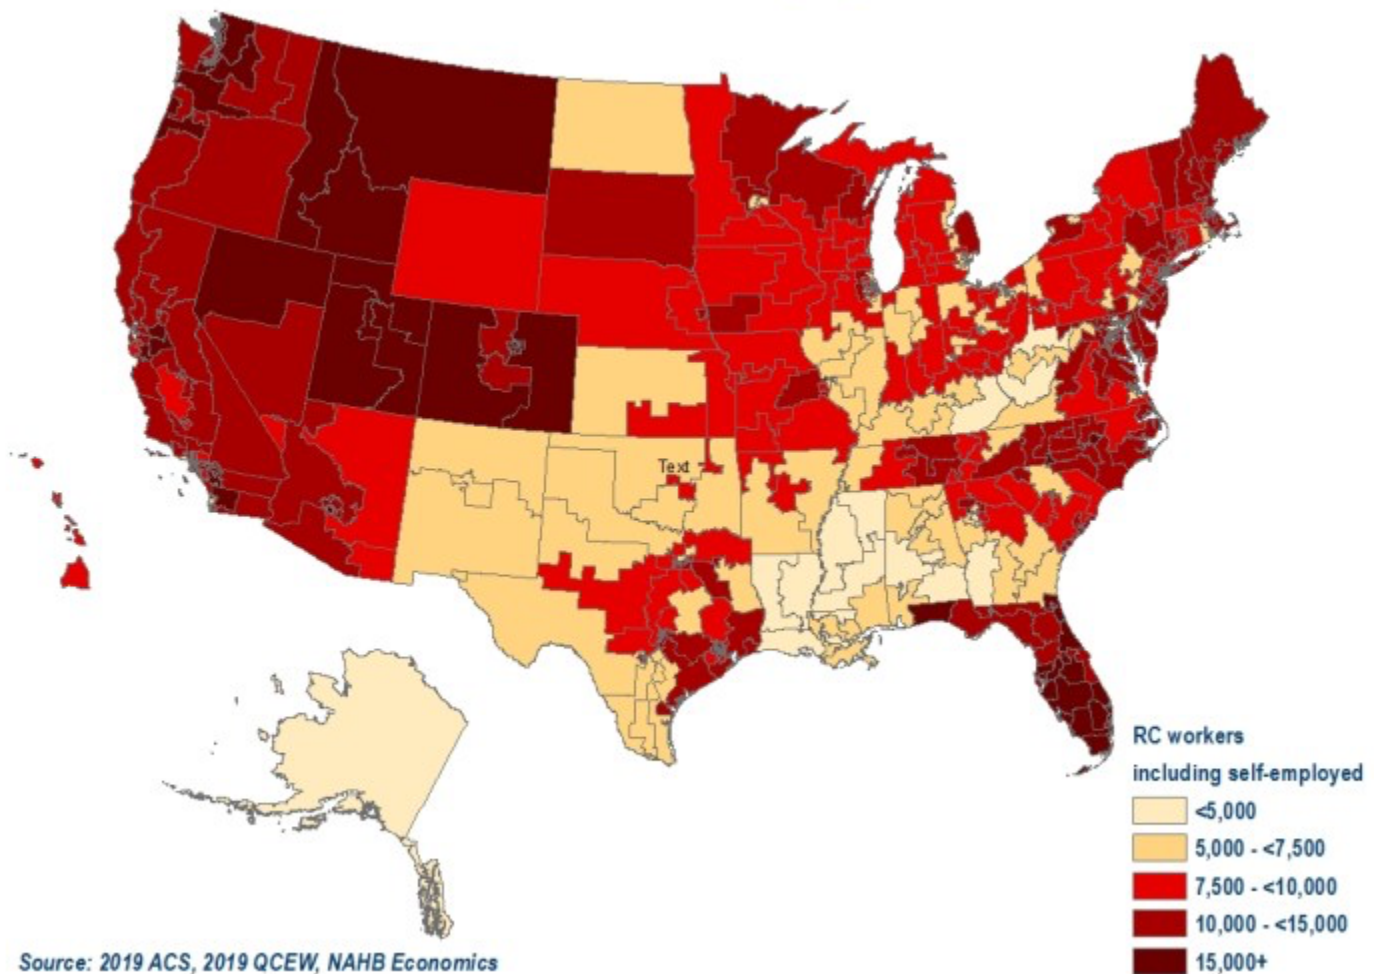 Text
RC workers
including self-employed
<5,000
5,000 - <7,500
7,500 - <10,000
10,000 - <15,000
15,000+
Source: 2019 ACS, 2019 QCEW, NAHB Economics